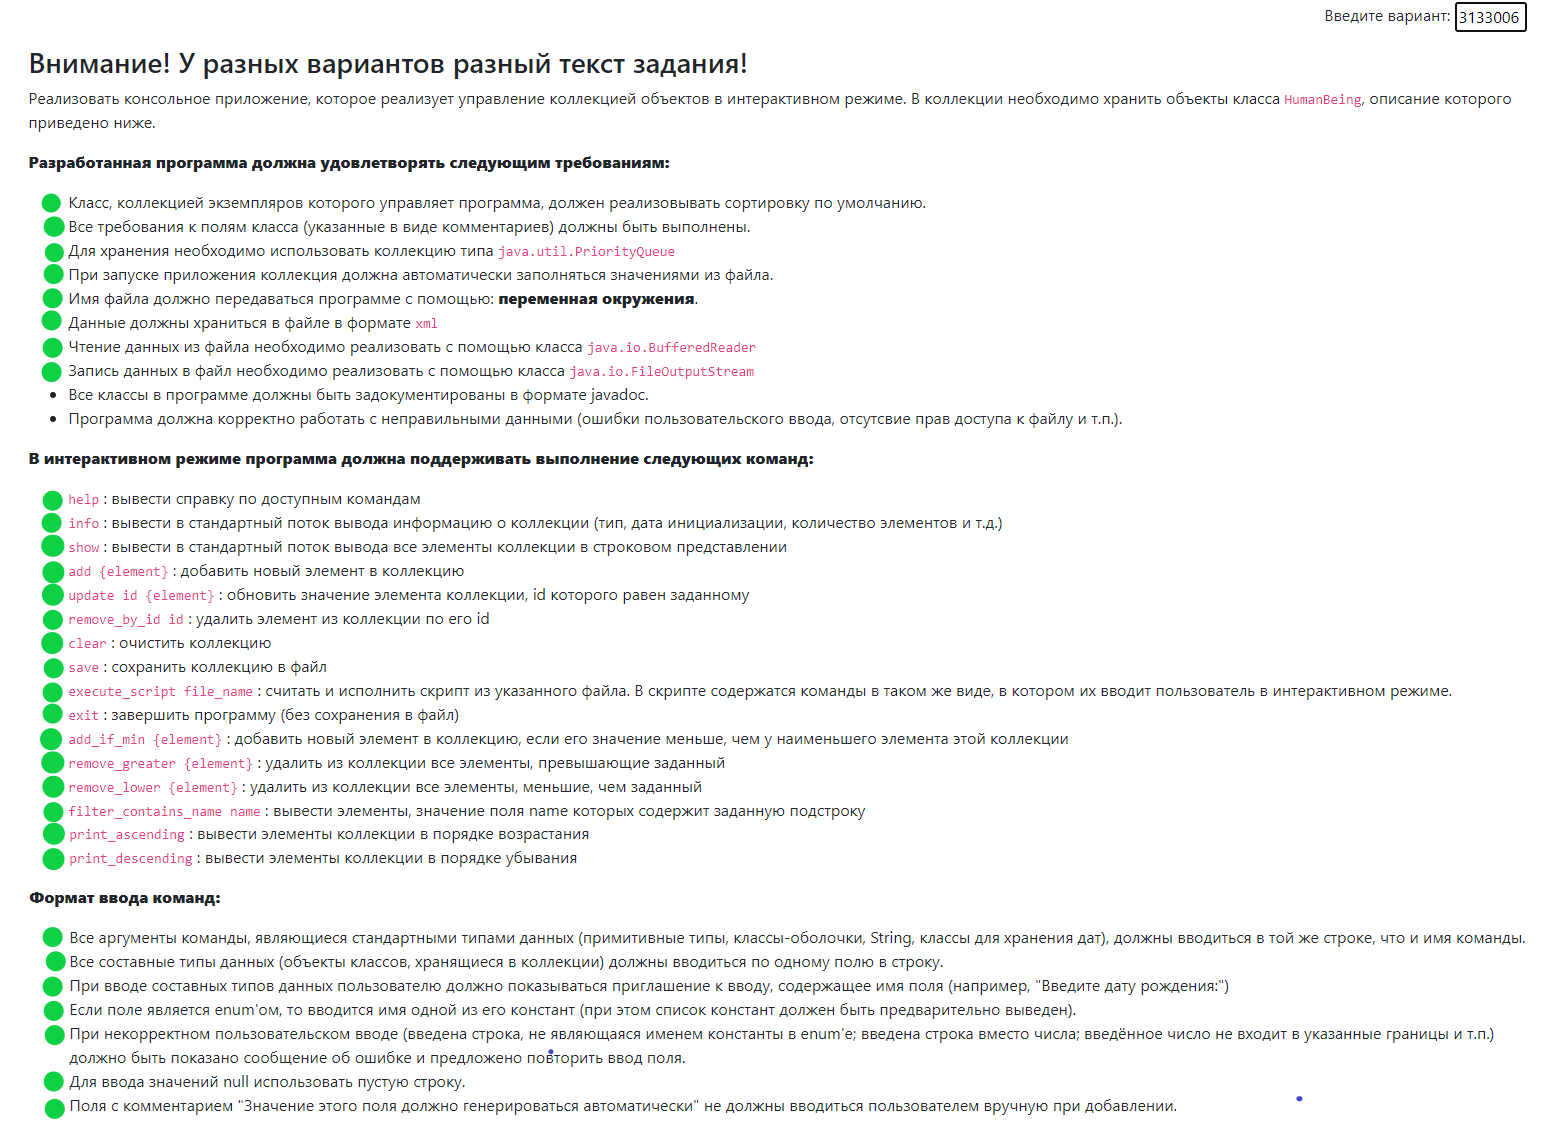 Введите вариант: 3133006
Внимание! У разных вариантов разный текст задания!
Реализовать консольное приложение, которое реализует управление коллекцией объектов в интерактивном режиме. В коллекции необходимо хранить объекты класса HumanBeing, описание которого
приведено ниже.
Разработанная программа должна удовлетворять следующим требованиям:
Класс, коллекцией экземпляров которого управляет программа, должен реализовывать сортировку по умолчанию.
Все требования к полям класса (указанные в виде комментариев) должны быть выполнены.
Для хранения необходимо использовать коллекцию типа java.util.PriorityQueue
При запуске приложения коллекция должна автоматически заполняться значениями из файла.
Имя файла должно передаваться программе с помощью: переменная окружения.
Данные должны храниться в файле в формате xml
Чтение данных из файла необходимо реализовать с помощью класса java.io.BufferedReader
Запись данных в файл необходимо реализовать с помощью класса java.io.FileOutputStream
Все классы в программе должны быть задокументированы в формате javadoc.
Программа должна корректно работать с неправильными данными (ошибки пользовательского ввода, отсутсвие прав доступа к файлу и т.п.).
В интерактивном режиме программа должна поддерживать выполнение следующих команд:
help : вывести справку по доступным командам
info : вывести в стандартный поток вывода информацию о коллекции (тип, дата инициализации, количество элементов и т.д.)
show : вывести в стандартный поток вывода все элементы коллекции в строковом представлении
add {element} : добавить новый элемент в коллекцию
update id {element} : обновить значение элемента коллекции, id которого равен заданному
remove_by_id id : удалить элемент из коллекции по его id
clear : очистить коллекцию
save : сохранить коллекцию в файл
execute_script file_name : считать и исполнить скрипт из указанного файла. В скрипте содержатся команды в таком же виде, в котором их вводит пользователь в интерактивном режиме.
exit : завершить программу (без сохранения в файл)
add_if_min {element} : добавить новый элемент в коллекцию, если его значение меньше, чем у наименьшего элемента этой коллекции
remove_greater {element} : удалить из коллекции все элементы, превышающие заданный
remove_lower {element} : удалить из коллекции все элементы, меньшие, чем заданный
filter_contains_name name : вывести элементы, значение поля name которых содержит заданную подстроку
print_ascending : вывести элементы коллекции в порядке возрастания
print_descending : вывести элементы коллекции в порядке убывания
Формат ввода команд:
Все аргументы команды, являющиеся стандартными типами данных (примитивные типы, классы-оболочки, String, классы для хранения дат), должны вводиться в той же строке, что и имя команды.
Все составные типы данных (объекты классов, хранящиеся в коллекции) должны вводиться по одному полю в строку.
При вводе составных типов данных пользователю должно показываться приглашение к вводу, содержащее имя поля (например, "Введите дату рождения:")
Если поле является enum'ом, то вводится имя одной из его констант (при этом список констант должен быть предварительно выведен).
При некорректном пользовательском вводе (введена строка, не являющаяся именем константы в enum'е; введена строка вместо числа; введённое число не входит в указанные границы и т.п.)
должно быть показано сообщение об ошибке и предложено повторить ввод поля.
Для ввода значений null использовать пустую строку.
Поля с комментарием "Значение этого поля должно генерироваться автоматически" не должны вводиться пользователем вручную при добавлении.